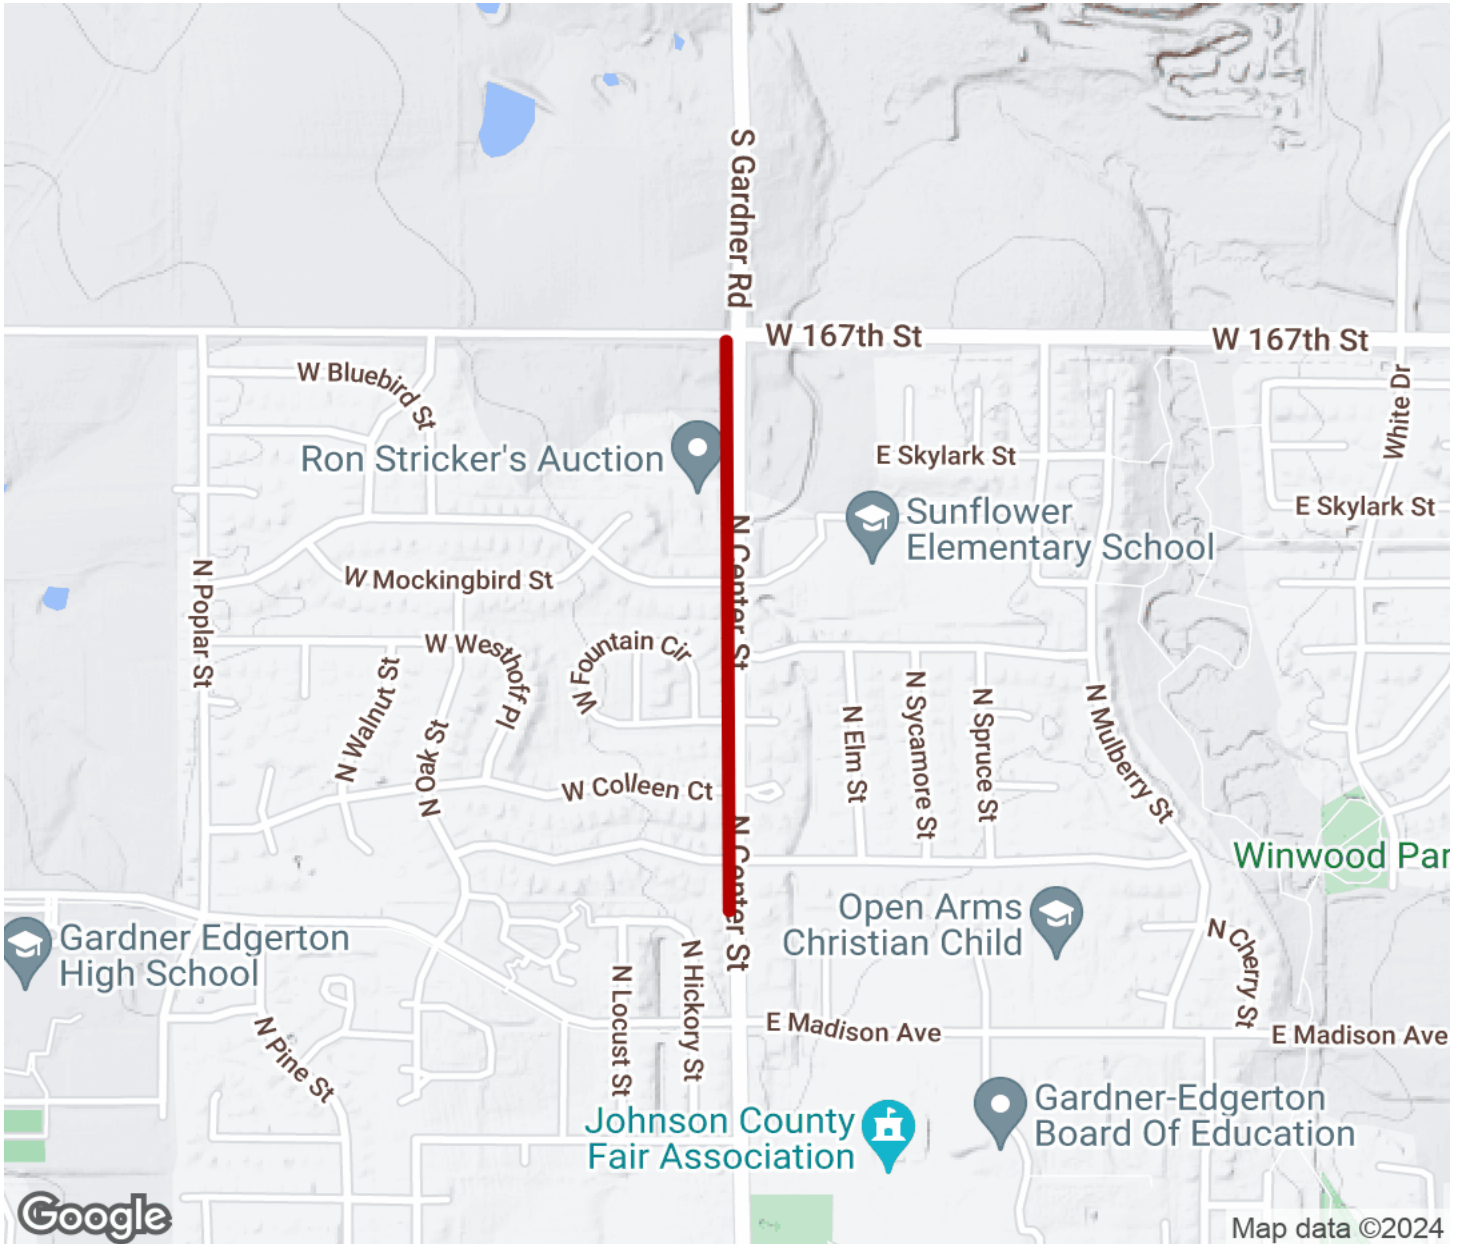 S Gardner Rd
W 167th St
W 167th St
W Bluebird St
White Dr
Ron Stricker's Auction
E Skylark St
E Skylark St
Sunflower
Elementary School
N Center St
W Mockingbird St
N Poplar St
W Westhoff Pl
W Fountain Cir
N Walnut St
N Oak St
N Elm St
N Sycamore St
N Spruce St
N Mulberry St
W Colleen Ct
N Center St
Winwood Par
Open Arms
Christian Child
Gardner Edgerton
High School
N Cherry St
N Locust St
N Hickory St
N Pine St
E Madison Ave
E Madison Ave
Johnson County
Fair Association
Gardner-Edgerton
Board Of Education
Google
Map data ©2024